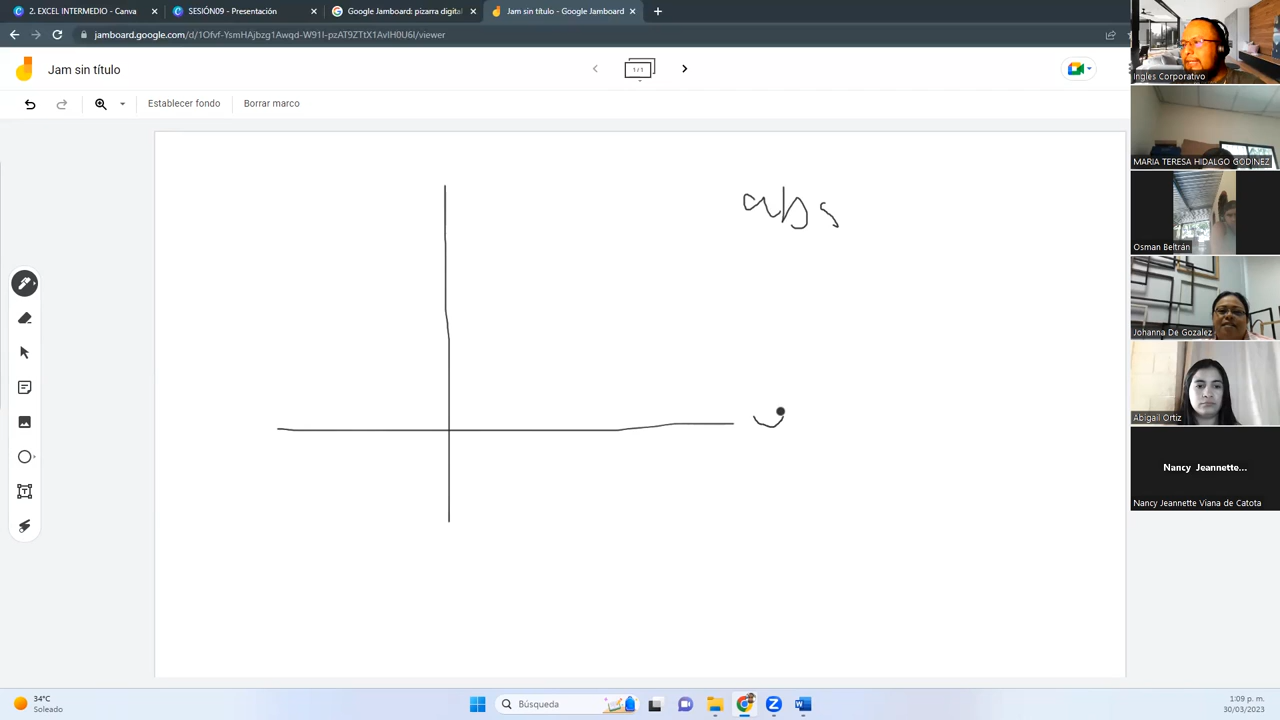 2. EXCEL INTERMEDIO - Canva
SESIÓN09 - Presentación
Google Jamboard: pizarra digital
Jam sin título - Google Jamboard
jamboard.google.com/d/1Ofvf-YsmHAjbzg1Awqd-W91I-pzAT9ZTtX1AvIH0U6I/viewer
Jam sin título
1 / 1
Establecer fondo
Borrar marco
abs
Ingles Corporativo
MARIA TERESA HIDALGO GODINEZ
Osman Beltrán
Johanna De Gozalez
Abigail Ortiz
Nancy Jeannette...
Nancy Jeannette Viana de Catota
34°C
Soleado
Búsqueda
1:09 p. m.
30/03/2023